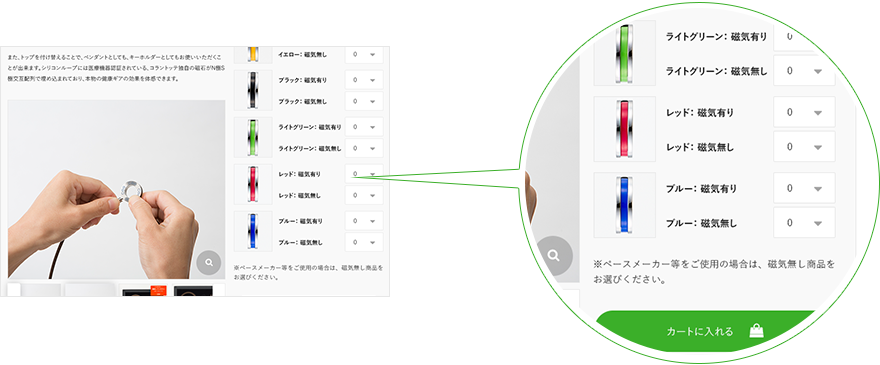 また、トップを付け替えることで、ペンダントとしても、キーホルダーとしてもお使いいただくこ
とが出来ます。シリコンループには医療機器認証されている、コラントッテ独自の磁石がN極S
極交互配列で埋め込まれており、本物の健康ギアの効果を体感できます。
イエロー：磁気無し 0
ブラック：磁気有り 0
ブラック：磁気無し 0
ライトグリーン：磁気有り 0
ライトグリーン：磁気無し 0
レッド：磁気有り 0
レッド：磁気無し 0
ブルー：磁気有り 0
ブルー：磁気無し 0
※ペースメーカー等をご使用の場合は、磁気無し商品を
お選びください。
ライトグリーン：磁気有り 0
ライトグリーン：磁気無し 0
レッド：磁気有り 0
レッド：磁気無し 0
ブルー：磁気有り 0
ブルー：磁気無し 0
※ペースメーカー等をご使用の場合は、磁気無し商品を
お選びください。
カートに入れる